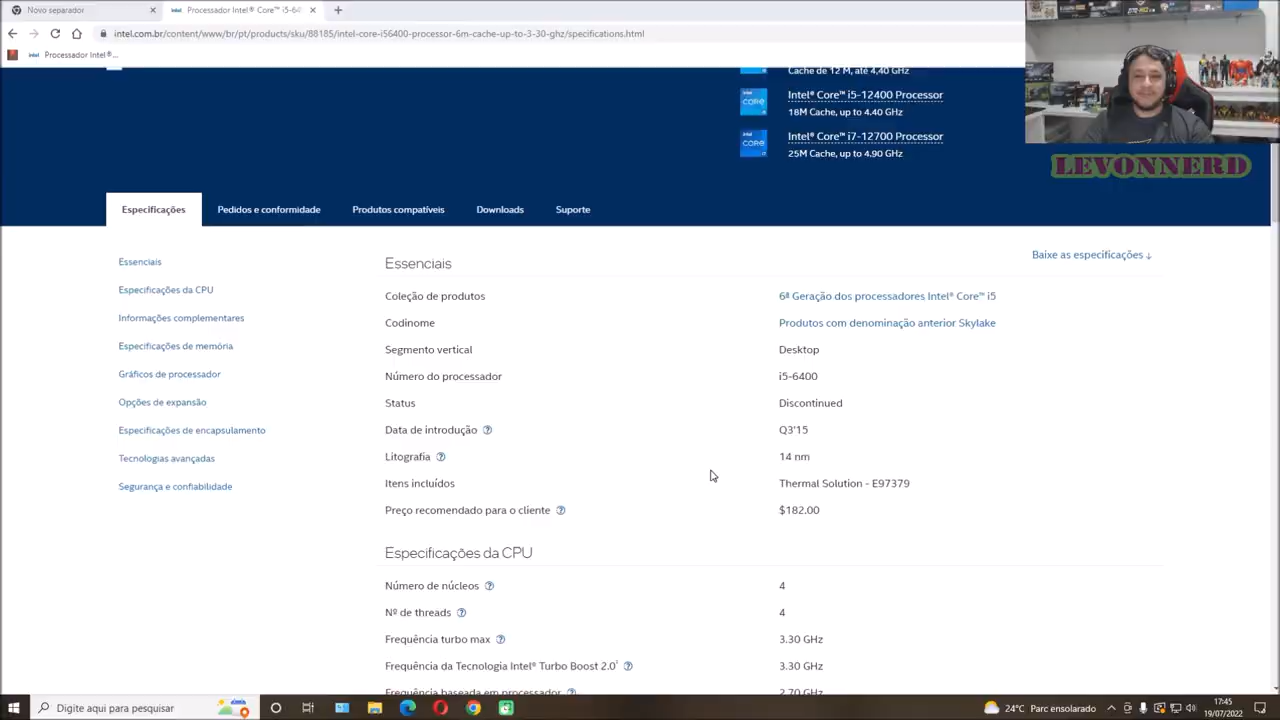 Novo separador
Processador Intel® Core™ i5-64
intel.com.br/content/www/br/pt/products/sku/88185/intel-core-i56400-processor-6m-cache-up-to-3-30-ghz/specifications.html
intel Processador Intel®...
Cache de 12 M, até 4,40 GHz
Intel® Core™ i5-12400 Processor
18M Cache, up to 4.40 GHz
Intel® Core™ i7-12700 Processor
25M Cache, up to 4.90 GHz
LEVONNERD
Especificações Pedidos e conformidade Produtos compatíveis Downloads Suporte
Baixe as especificações ↓
Essenciais
Especificações da CPU
Informações complementares
Especificações de memória
Gráficos de processador
Opções de expansão
Especificações de encapsulamento
Tecnologias avançadas
Segurança e confiabilidade
Essenciais
Coleção de produtos 6ª Geração dos processadores Intel® Core™ i5
Codinome Produtos com denominação anterior Skylake
Segmento vertical Desktop
Número do processador i5-6400
Status Discontinued
Data de introdução Q3'15
Litografia 14 nm
Itens incluídos Thermal Solution - E97379
Preço recomendado para o cliente $182.00
Especificações da CPU
Número de núcleos 4
Nº de threads 4
Frequência turbo max 3.30 GHz
Frequência da Tecnologia Intel® Turbo Boost 2.0‡ 3.30 GHz
Frequência baseada em processador 2.70 GHz
Digite aqui para pesquisar
24°C Parc ensolarado
17:45
19/07/2022